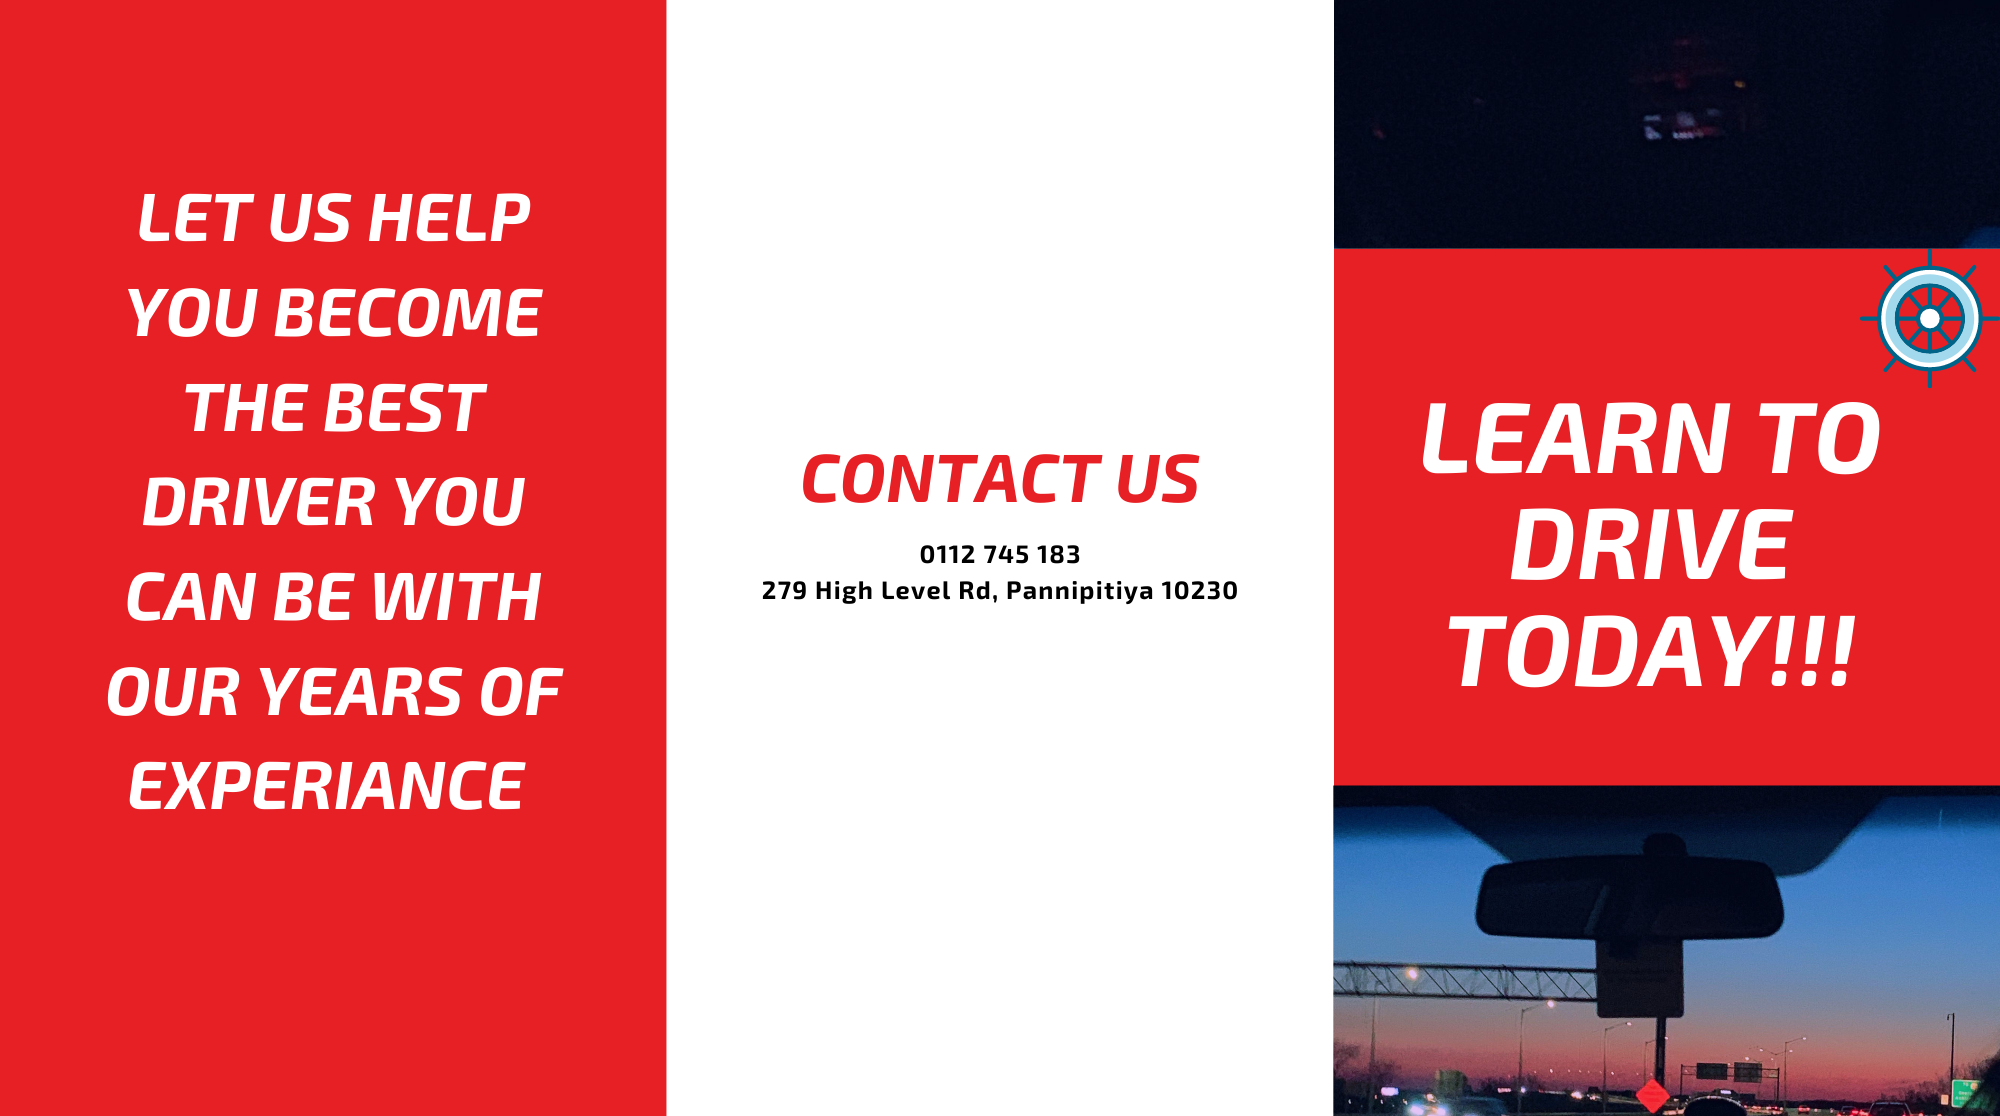 LET US HELP
YOU BECOME
THE BEST
DRIVER YOU
CAN BE WITH
OUR YEARS OF
EXPERIANCE
CONTACT US
0112 745 183
279 High Level Rd, Pannipitiya 10230
LEARN TO
DRIVE
TODAY!!!